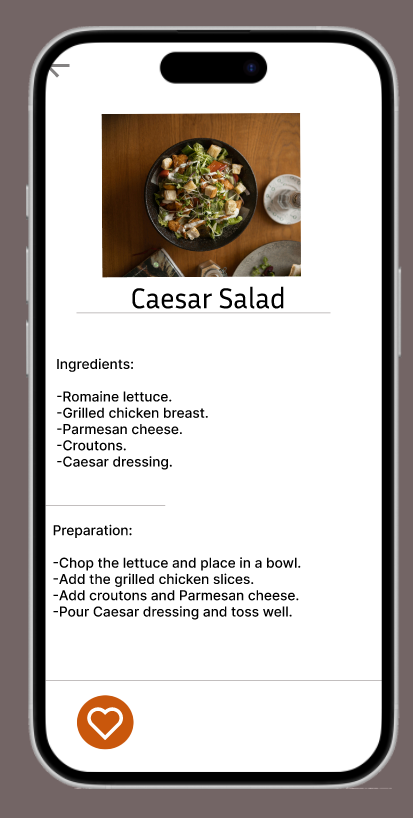 Caesar Salad
Ingredients:
-Romaine lettuce.
-Grilled chicken breast.
-Parmesan cheese.
-Croutons.
-Caesar dressing.
Preparation:
-Chop the lettuce and place in a bowl.
-Add the grilled chicken slices.
-Add croutons and Parmesan cheese.
-Pour Caesar dressing and toss well.